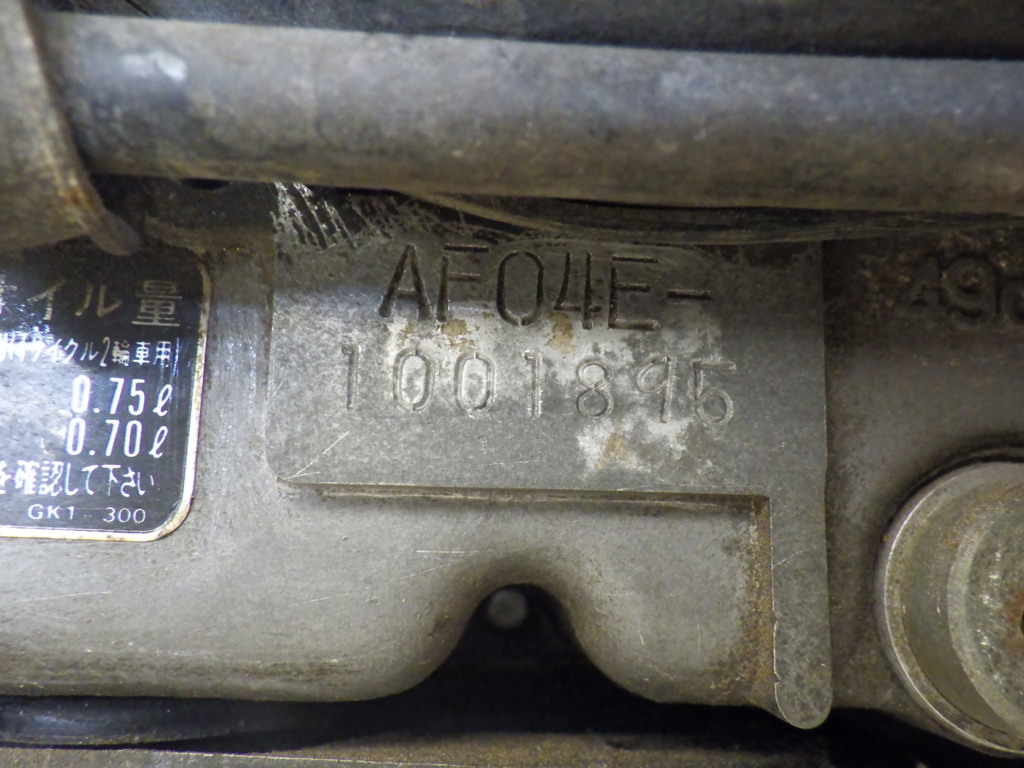 イル量
サイクル2輪車用
0.75ℓ
0.70ℓ
を確認して下さい
GK1-300
AF04E-
1001895